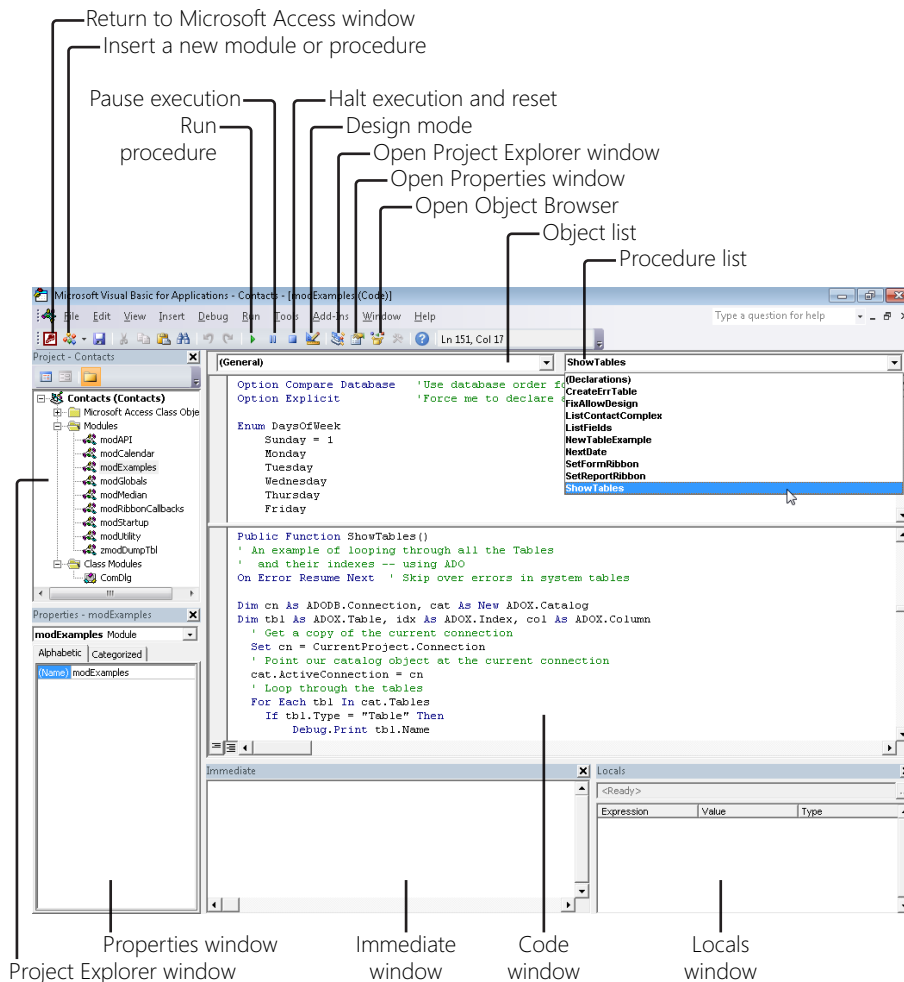 Return to Microsoft Access window
Insert a new module or procedure
Pause execution
Halt execution and reset
Run
procedure
Design mode
Open Project Explorer window
Open Properties window
Open Object Browser
Object list
Procedure list
Microsoft Visual Basic for Applications - Contacts - [modExamples (Code)]
File Edit View Insert Debug Run Tools Add-Ins Window Help
Type a question for help
Ln 151, Col 17
Project - Contacts
Contacts (Contacts)
Microsoft Access Class Obje
Modules
modAPI
modCalendar
modExamples
modGlobals
modMedian
modRibbonCallbacks
modStartup
modUtility
zmodDumpTbl
Class Modules
ComDlg
Properties - modExamples
modExamples Module
Alphabetic Categorized
(Name) modExamples
(General)
ShowTables
(Declarations)
CreateErrTable
FixAllowDesign
ListContactComplex
ListFields
NewTableExample
NextDate
SetFormRibbon
SetReportRibbon
ShowTables
Option Compare Database 'Use database order fo
Option Explicit 'Force me to declare
Enum DaysOfWeek
Sunday = 1
Monday
Tuesday
Wednesday
Thursday
Friday
Public Function ShowTables()
' An example of looping through all the Tables
' and their indexes -- using ADO
On Error Resume Next ' Skip over errors in system tables
Dim cn As ADODB.Connection, cat As New ADOX.Catalog
Dim tbl As ADOX.Table, idx As ADOX.Index, col As ADOX.Column
' Get a copy of the current connection
Set cn = CurrentProject.Connection
' Point our catalog object at the current connection
cat.ActiveConnection = cn
' Loop through the tables
For Each tbl In cat.Tables
If tbl.Type = "Table" Then
Debug.Print tbl.Name
Immediate
Locals
<Ready>
Expression Value Type
Properties window
Project Explorer window
Immediate
window
Code
window
Locals
window